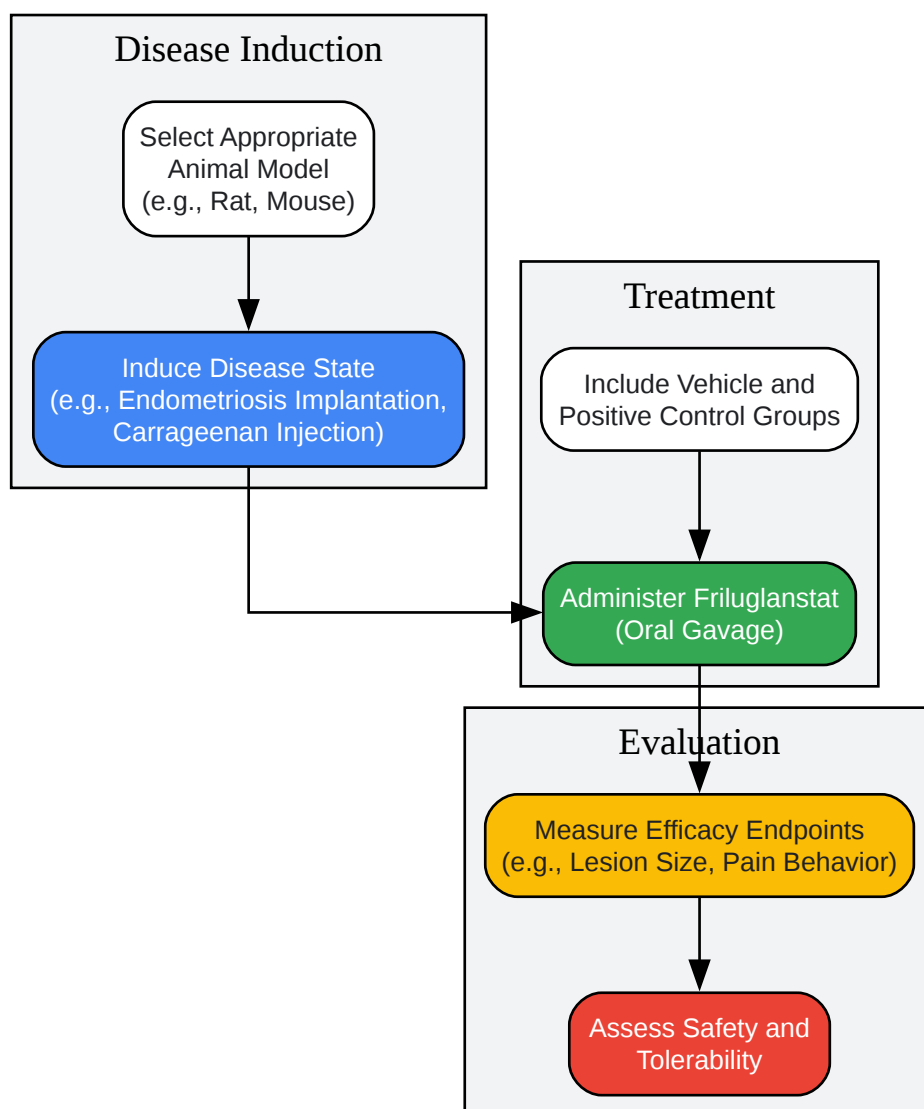 Disease Induction
Select Appropriate
Animal Model
(e.g., Rat, Mouse)
Induce Disease State
(e.g., Endometriosis Implantation,
Carrageenan Injection)
Treatment
Include Vehicle and
Positive Control Groups
Administer Friluglanstat
(Oral Gavage)
Evaluation
Measure Efficacy Endpoints
(e.g., Lesion Size, Pain Behavior)
Assess Safety and
Tolerability